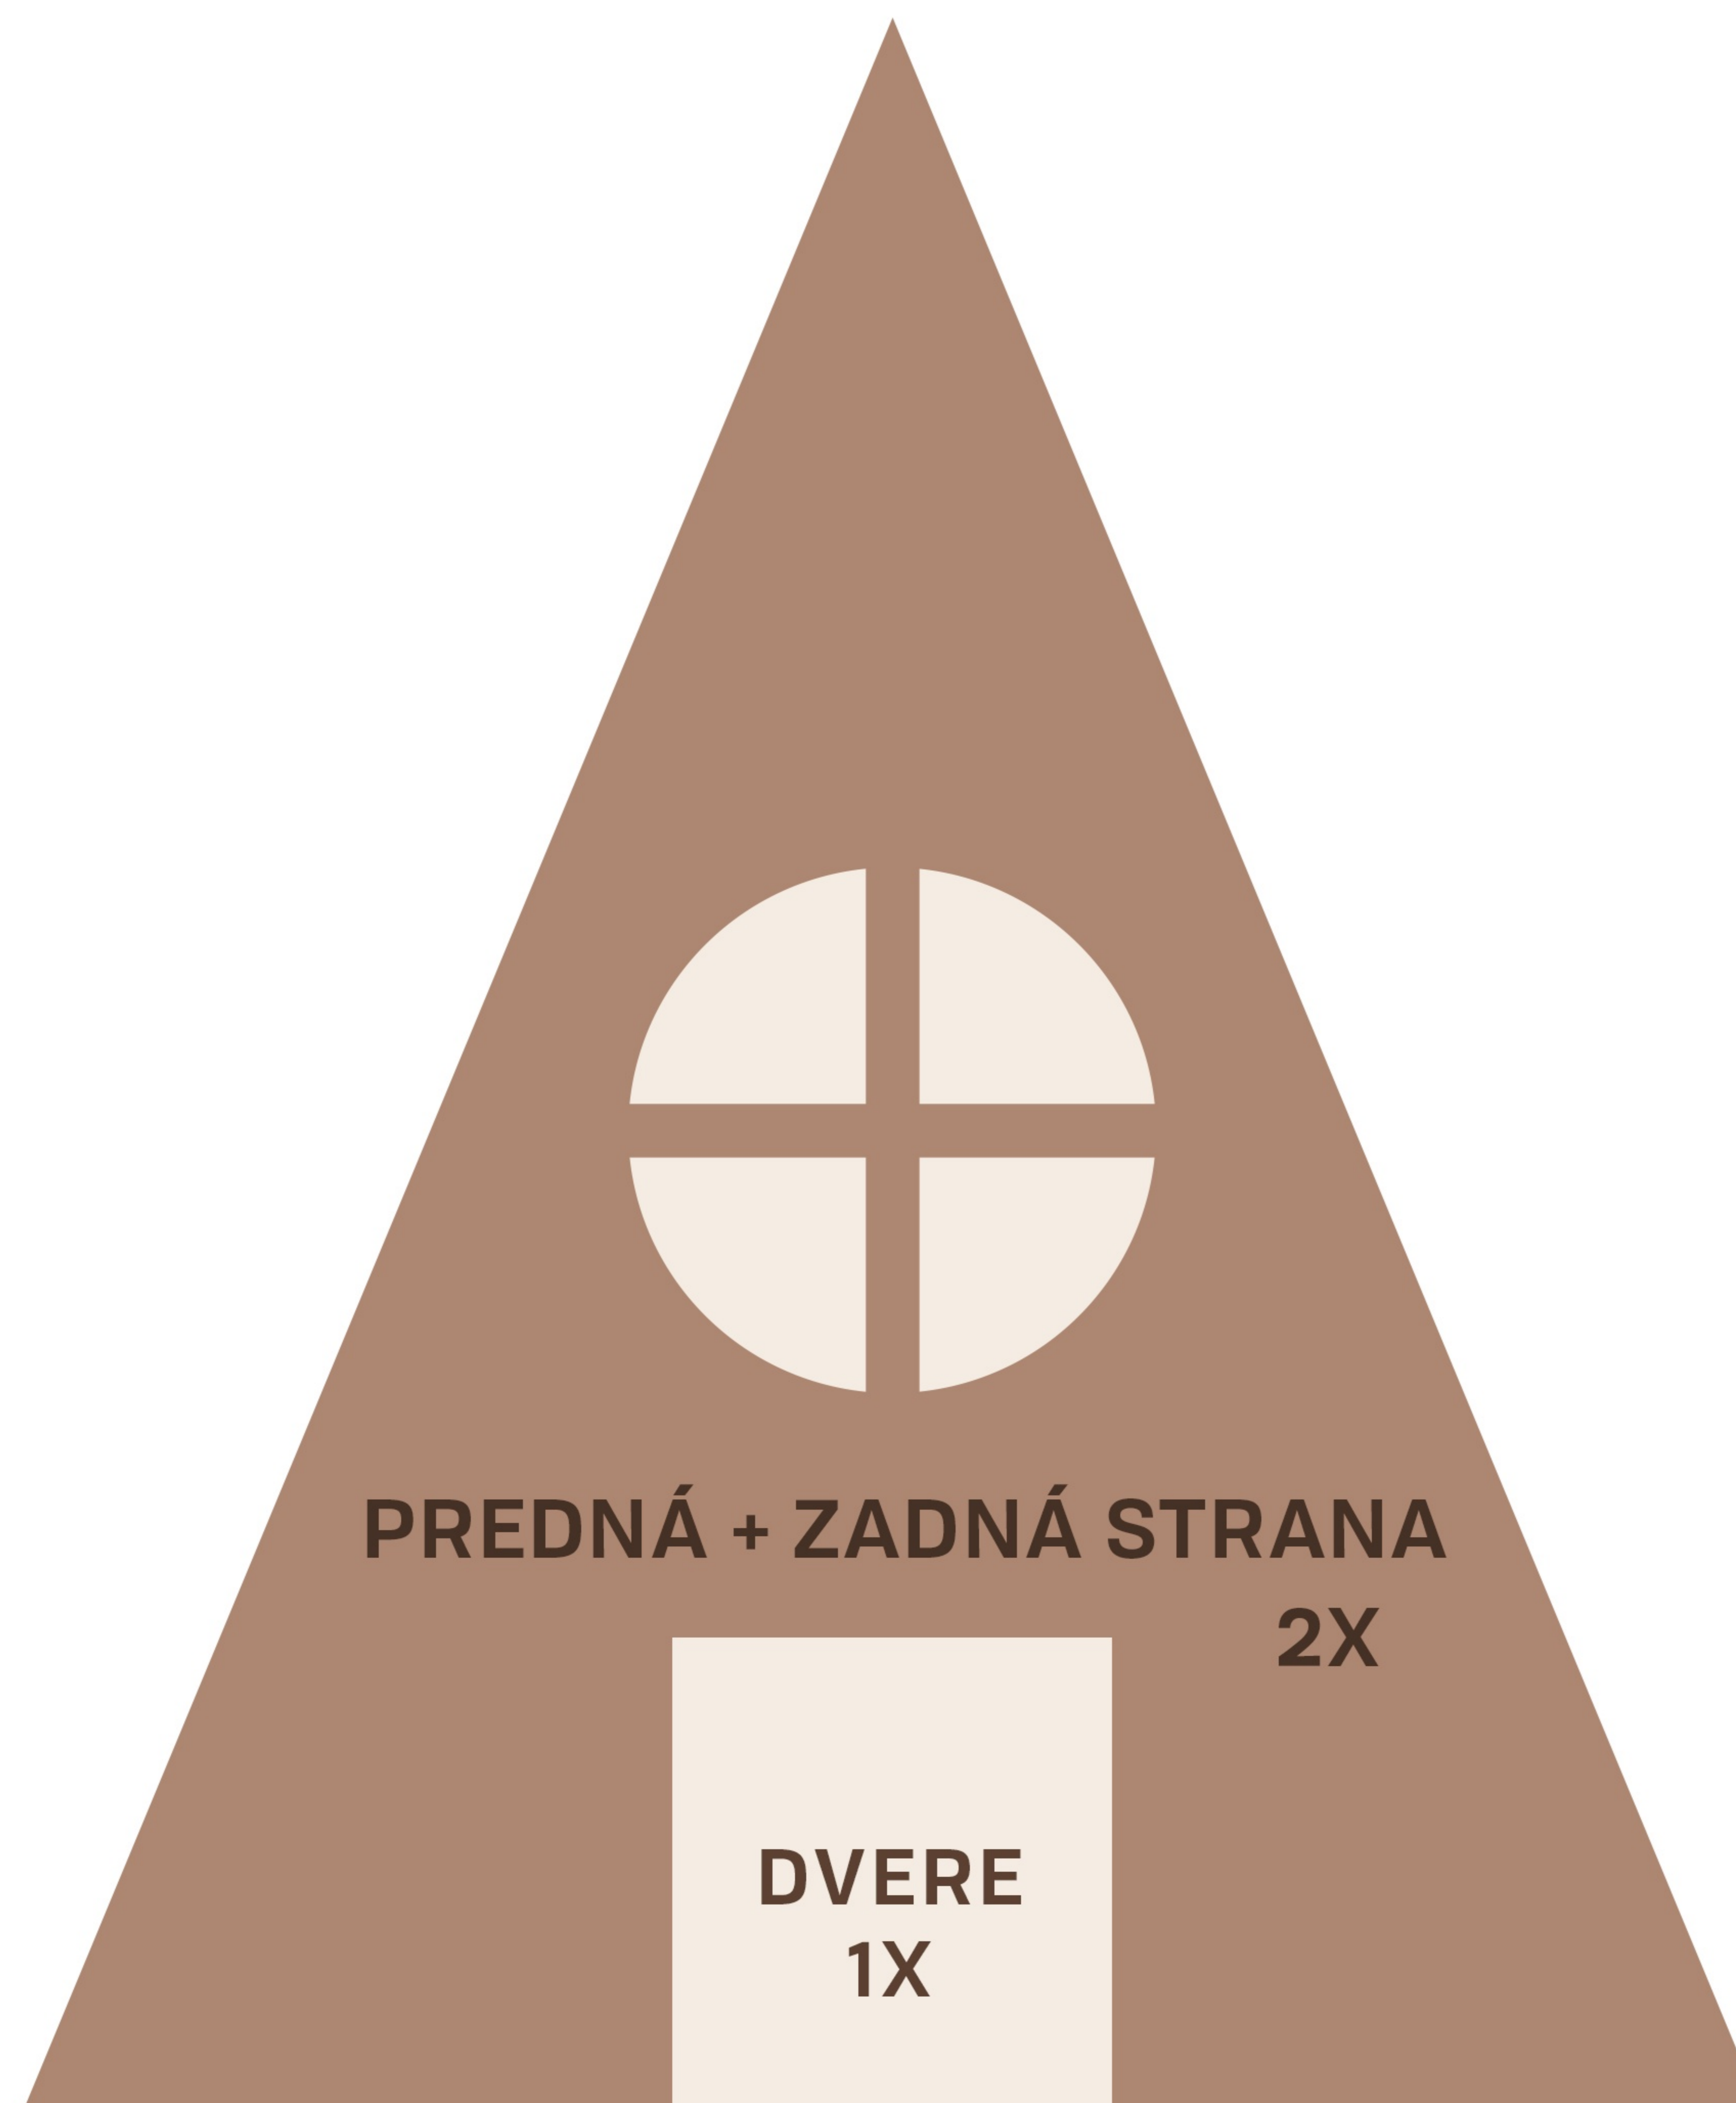 PREDNÁ + ZADNÁ STRANA
2X
DVERE
1X